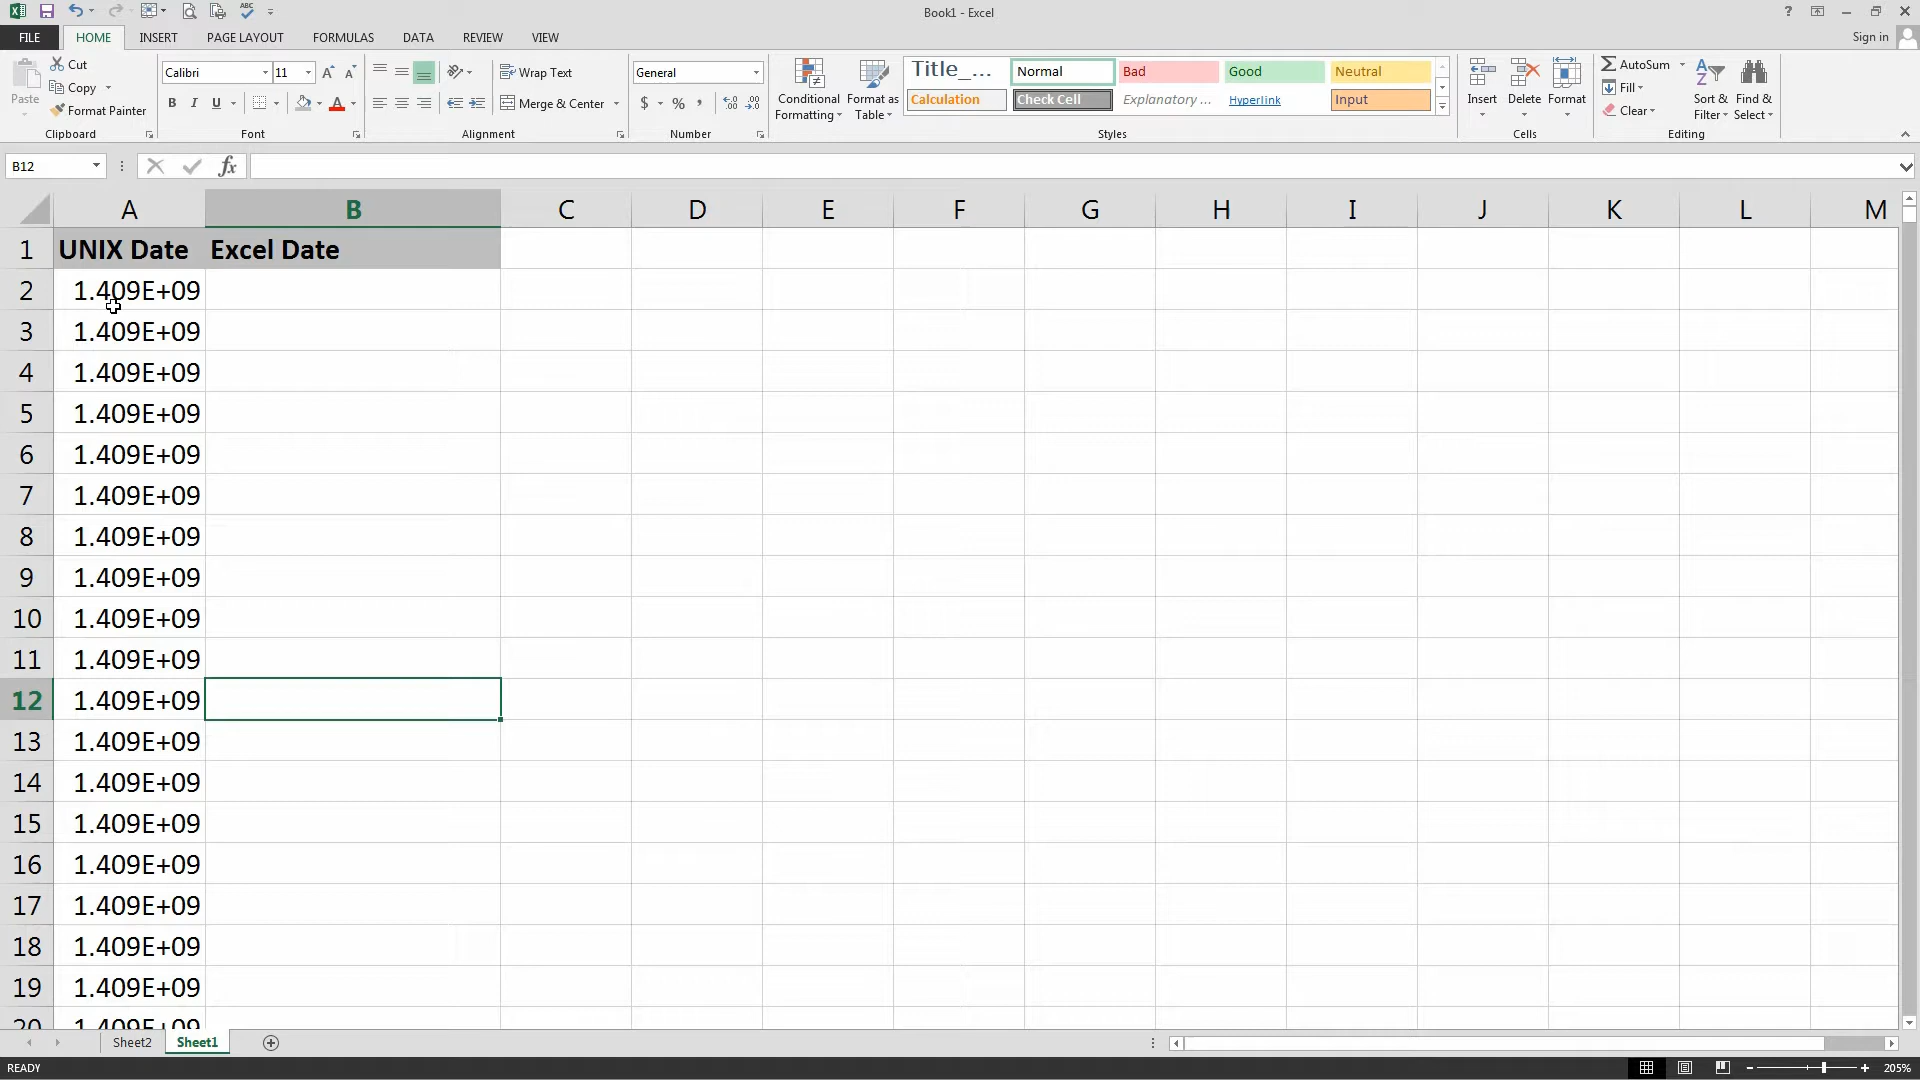 Book1 - Excel
FILE HOME INSERT PAGE LAYOUT FORMULAS DATA REVIEW VIEW
Sign in
Paste
Cut
Copy
Format Painter
Clipboard
Calibri 11
B I U
Font
Wrap Text
Merge & Center
Alignment
General
$ % ,
Number
Conditional Formatting
Format as Table
Title_...
Normal
Bad
Good
Neutral
Calculation
Check Cell
Explanatory ...
Hyperlink
Input
Styles
Insert
Delete
Format
Cells
AutoSum
Fill
Clear
Sort & Filter
Find & Select
Editing
B12
fx
A B C D E F G H I J K L M
1 UNIX Date Excel Date
2 1.409E+09
3 1.409E+09
4 1.409E+09
5 1.409E+09
6 1.409E+09
7 1.409E+09
8 1.409E+09
9 1.409E+09
10 1.409E+09
11 1.409E+09
12 1.409E+09
13 1.409E+09
14 1.409E+09
15 1.409E+09
16 1.409E+09
17 1.409E+09
18 1.409E+09
19 1.409E+09
20 1.409E+09
Sheet2 Sheet1
READY
205%